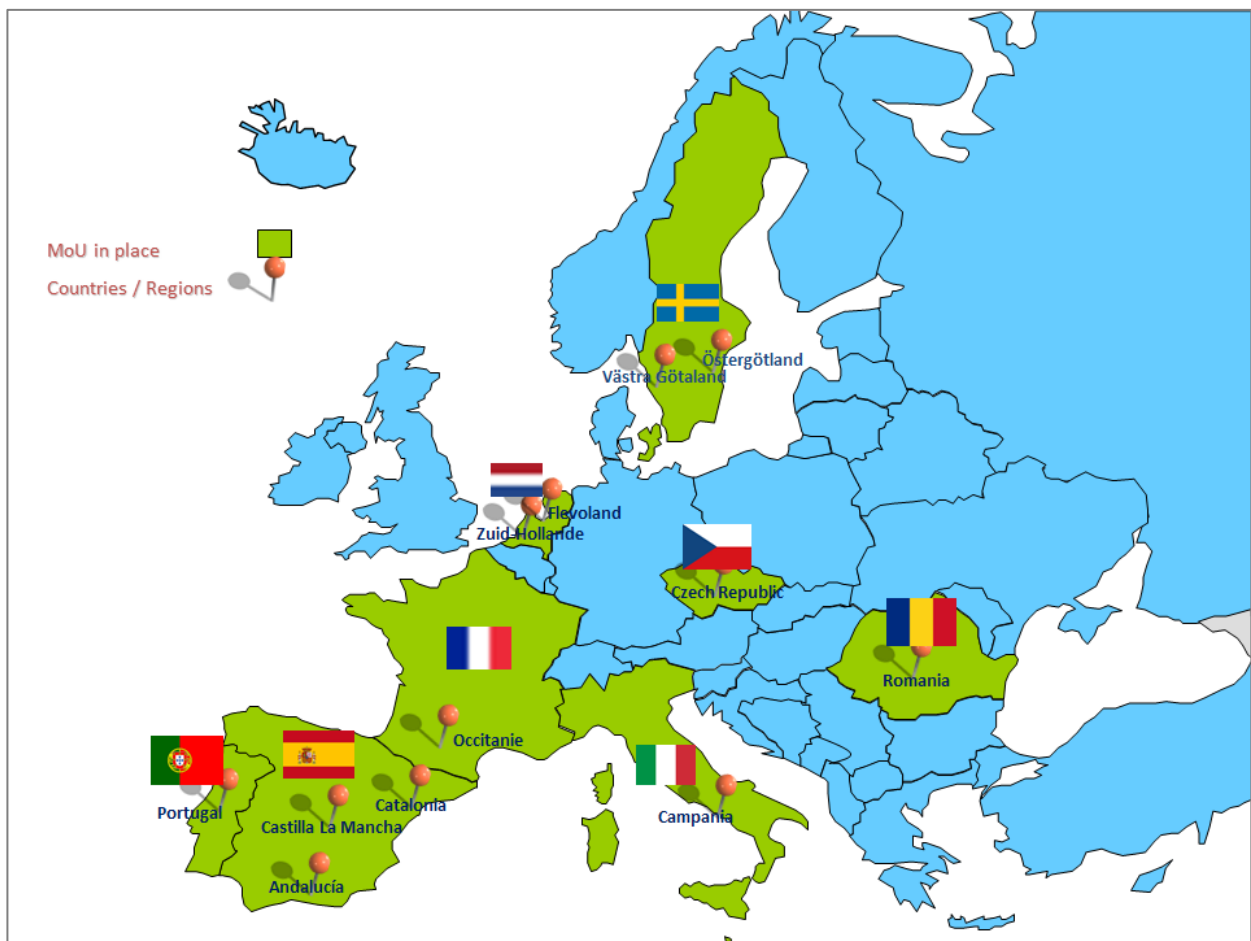 MoU in place
Countries / Regions
Östergötland
Västra Götaland
Flevoland
Zuid-Hollande
Czech Republic
Romania
Occitanie
Catalonia
Portugal
Castilla La Mancha
Campania
Andalucía